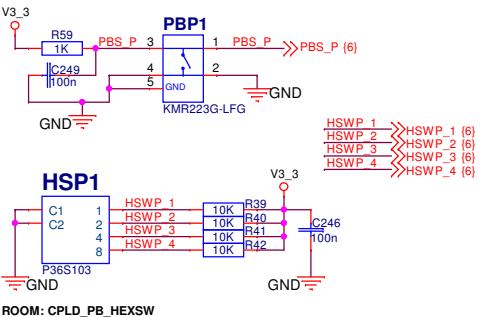 V3_3
PBP1
R59
1K
PBS_P
3
1
PBS_P
PBS_P {6}
C249
100n
4
2
5
GND
GND
GND
KMR223G-LFG
HSWP_1
HSWP_1 {6}
HSWP_2
HSWP_2 {6}
HSWP_3
HSWP_3 {6}
HSWP_4
HSWP_4 {6}
HSP1
V3_3
C1
1
HSWP_1
10K
R39
C2
2
HSWP_2
10K
R40
4
HSWP_3
10K
R41
8
HSWP_4
10K
R42
C246
100n
P36S103
GND
GND
ROOM: CPLD_PB_HEXSW